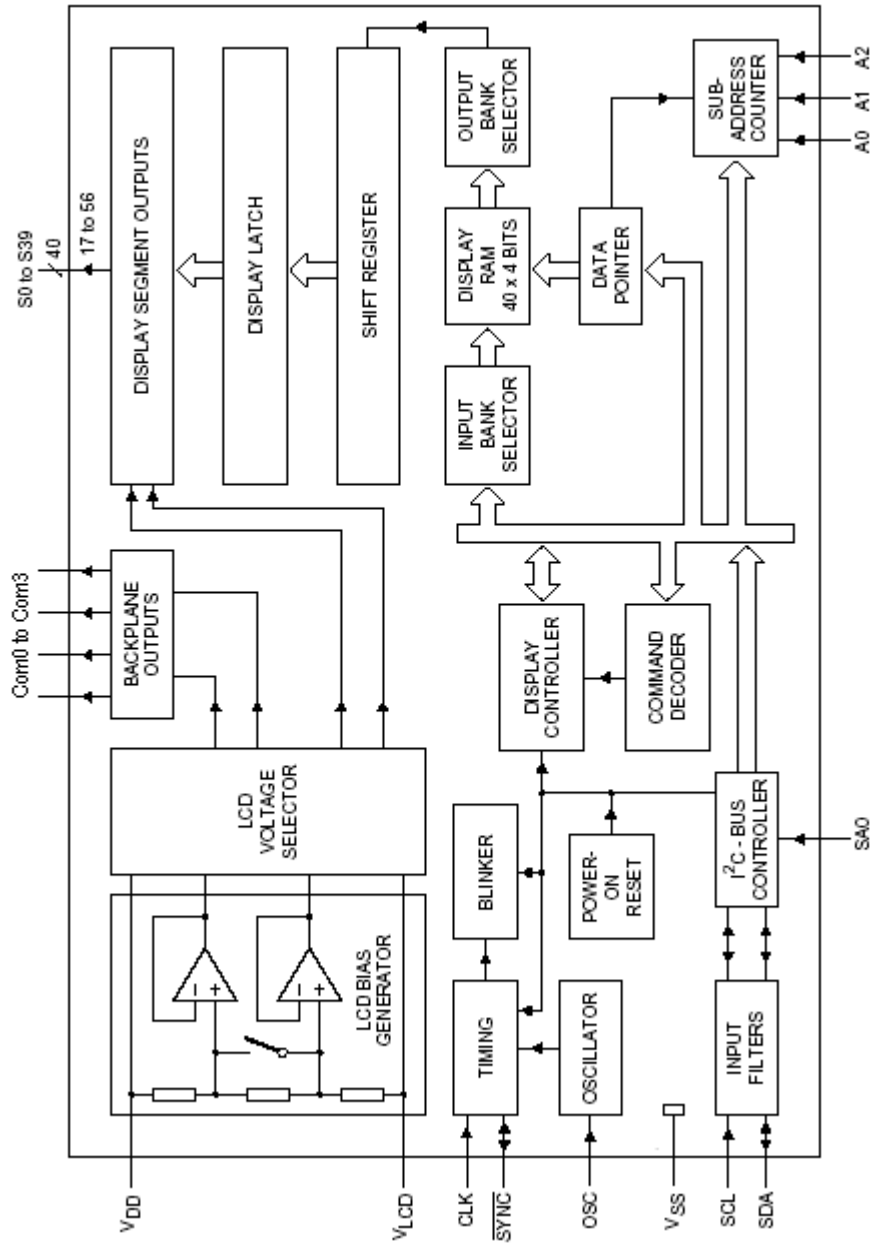 S0 to S39
40
17 to 56
Com0 to Com3
BACKPLANE
OUTPUTS
DISPLAY SEGMENT OUTPUTS
LCD
VOLTAGE
SELECTOR
DISPLAY LATCH
LCD BIAS
GENERATOR
SHIFT REGISTER
VDD
VLCD
CLK
SYNC
OSC
VSS
SCL
SDA
TIMING
BLINKER
DISPLAY
CONTROLLER
INPUT
BANK
SELECTOR
DISPLAY
RAM
40 x 4 BITS
OUTPUT
BANK
SELECTOR
OSCILLATOR
POWER-
ON
RESET
COMMAND
DECODER
DATA
POINTER
SUB-
ADDRESS
COUNTER
INPUT
FILTERS
I2C - BUS
CONTROLLER
SA0
A0
A1
A2